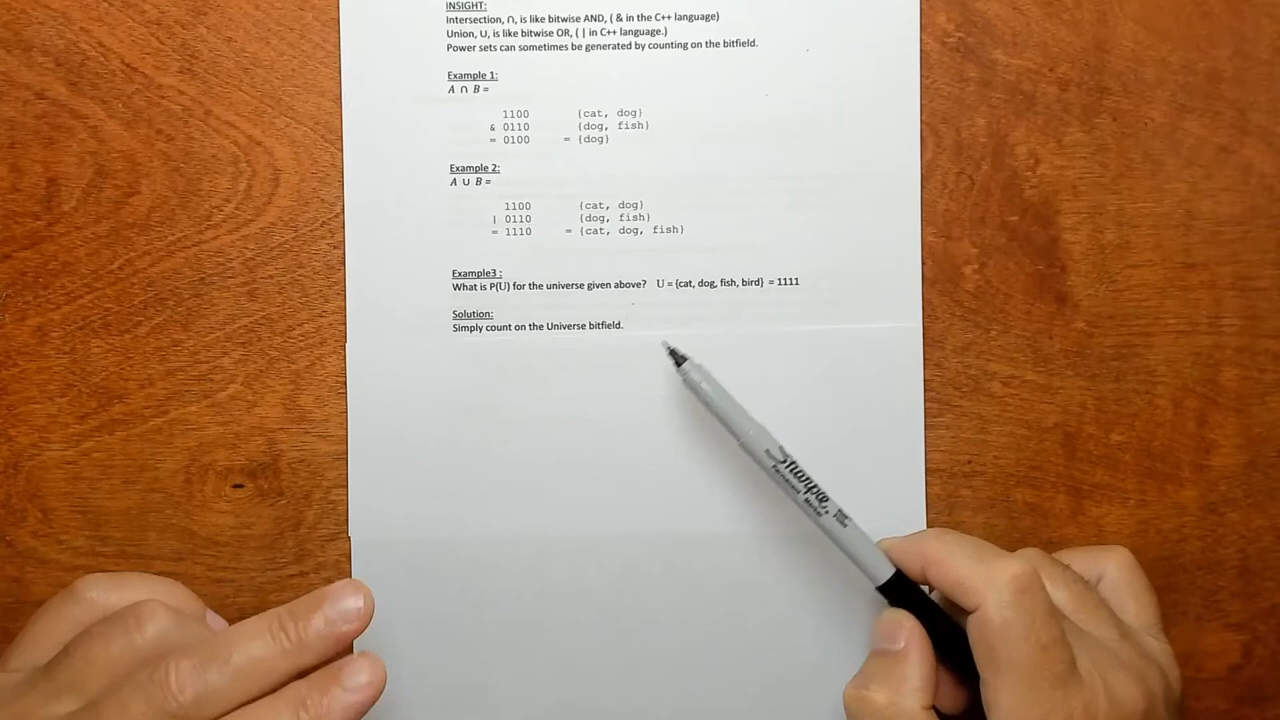 INSIGHT:
Intersection, ∩, is like bitwise AND, ( & in the C++ language)
Union, ∪, is like bitwise OR, ( | in C++ language.)
Power sets can sometimes be generated by counting on the bitfield.
Example 1:
A ∩ B =
1100 {cat, dog}
& 0110 {dog, fish}
= 0100 = {dog}
Example 2:
A ∪ B =
1100 {cat, dog}
| 0110 {dog, fish}
= 1110 = {cat, dog, fish}
Example3 :
What is P(U) for the universe given above? U = {cat, dog, fish, bird} = 1111
Solution:
Simply count on the Universe bitfield.
Sharpie
Permanent Marker